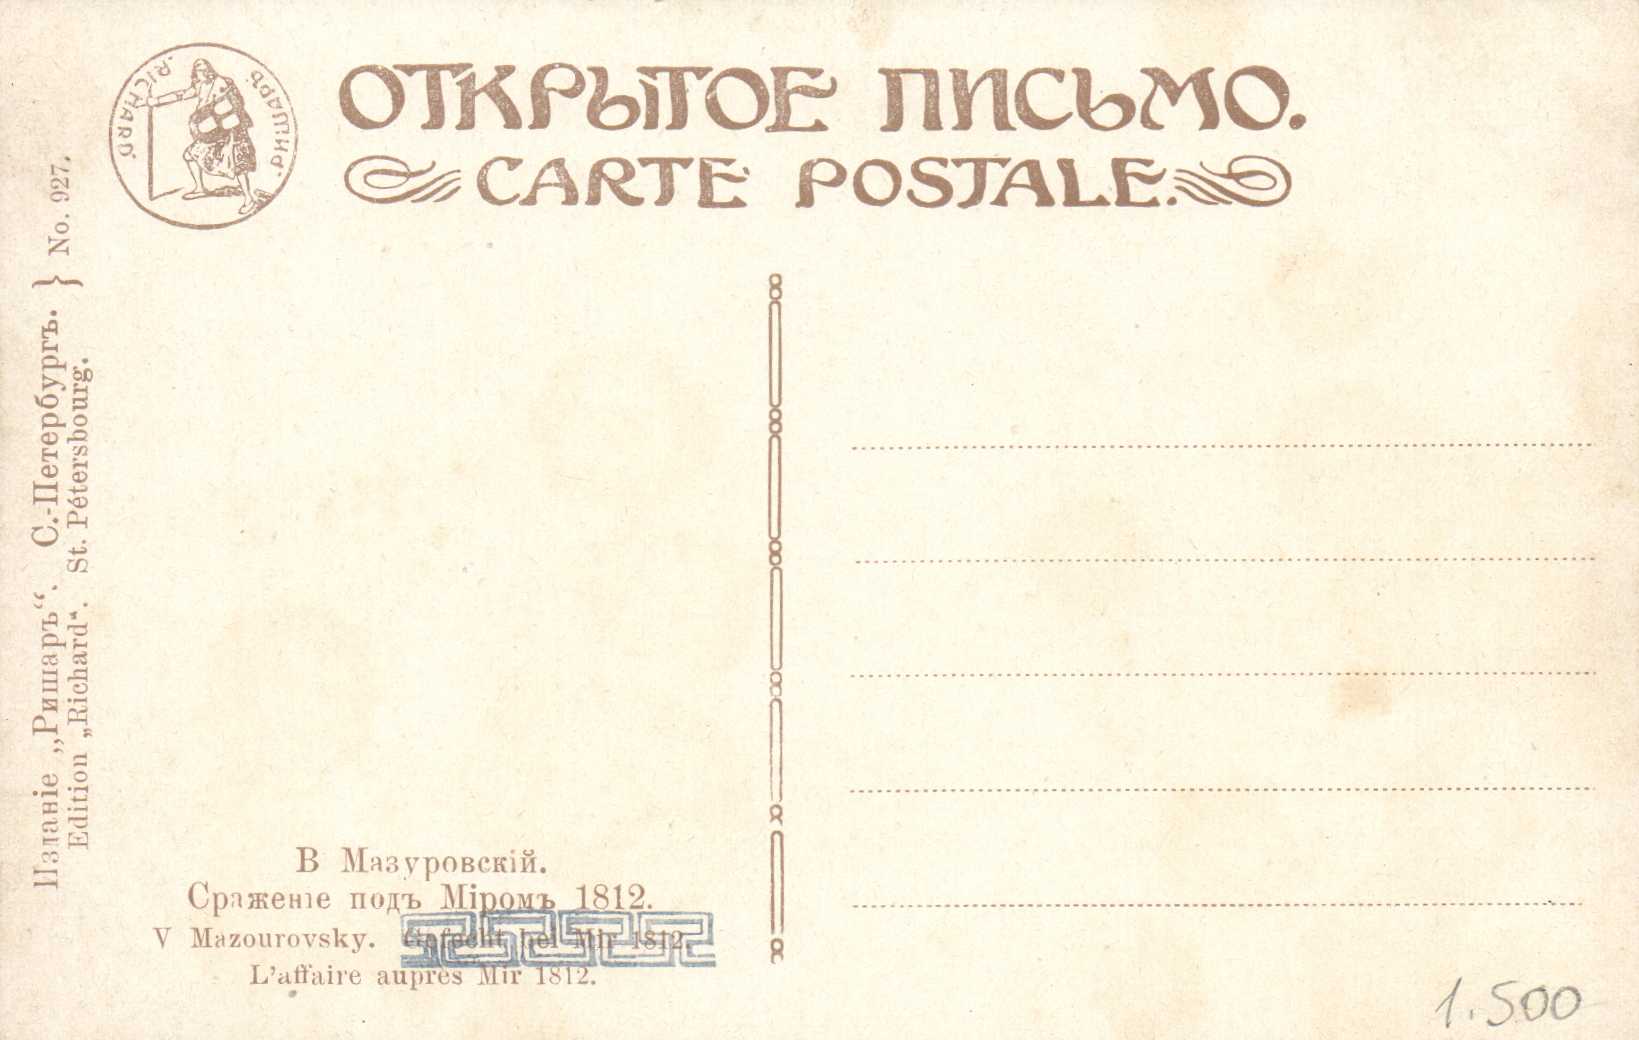 РИШАРЪ. RICHARD
ОТКРЫТОЕ ПИСЬМО.
CARTE POSTALE.
Изданіе „Ришаръ“. С.-Петербургъ. } No. 927.
Edition „Richard“. St. Pétersbourg.
В Мазуровскій.
Сраженіе подъ Міромъ 1812.
V Mazourovsky. Gefecht bei Mir 1812.
L'affaire auprès Mir 1812.
1.500